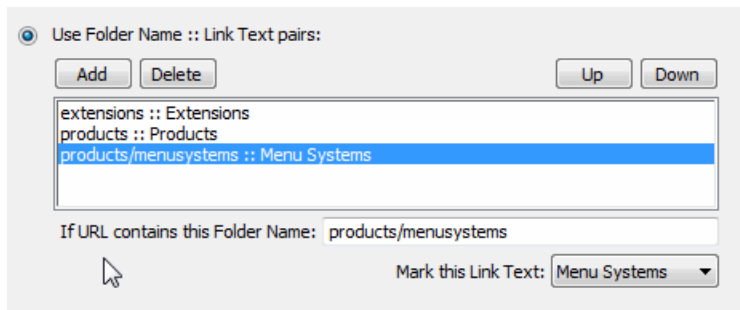 Use Folder Name :: Link Text pairs:
Add Delete Up Down
extensions :: Extensions
products :: Products
products/menusystems :: Menu Systems
If URL contains this Folder Name: products/menusystems
Mark this Link Text: Menu Systems